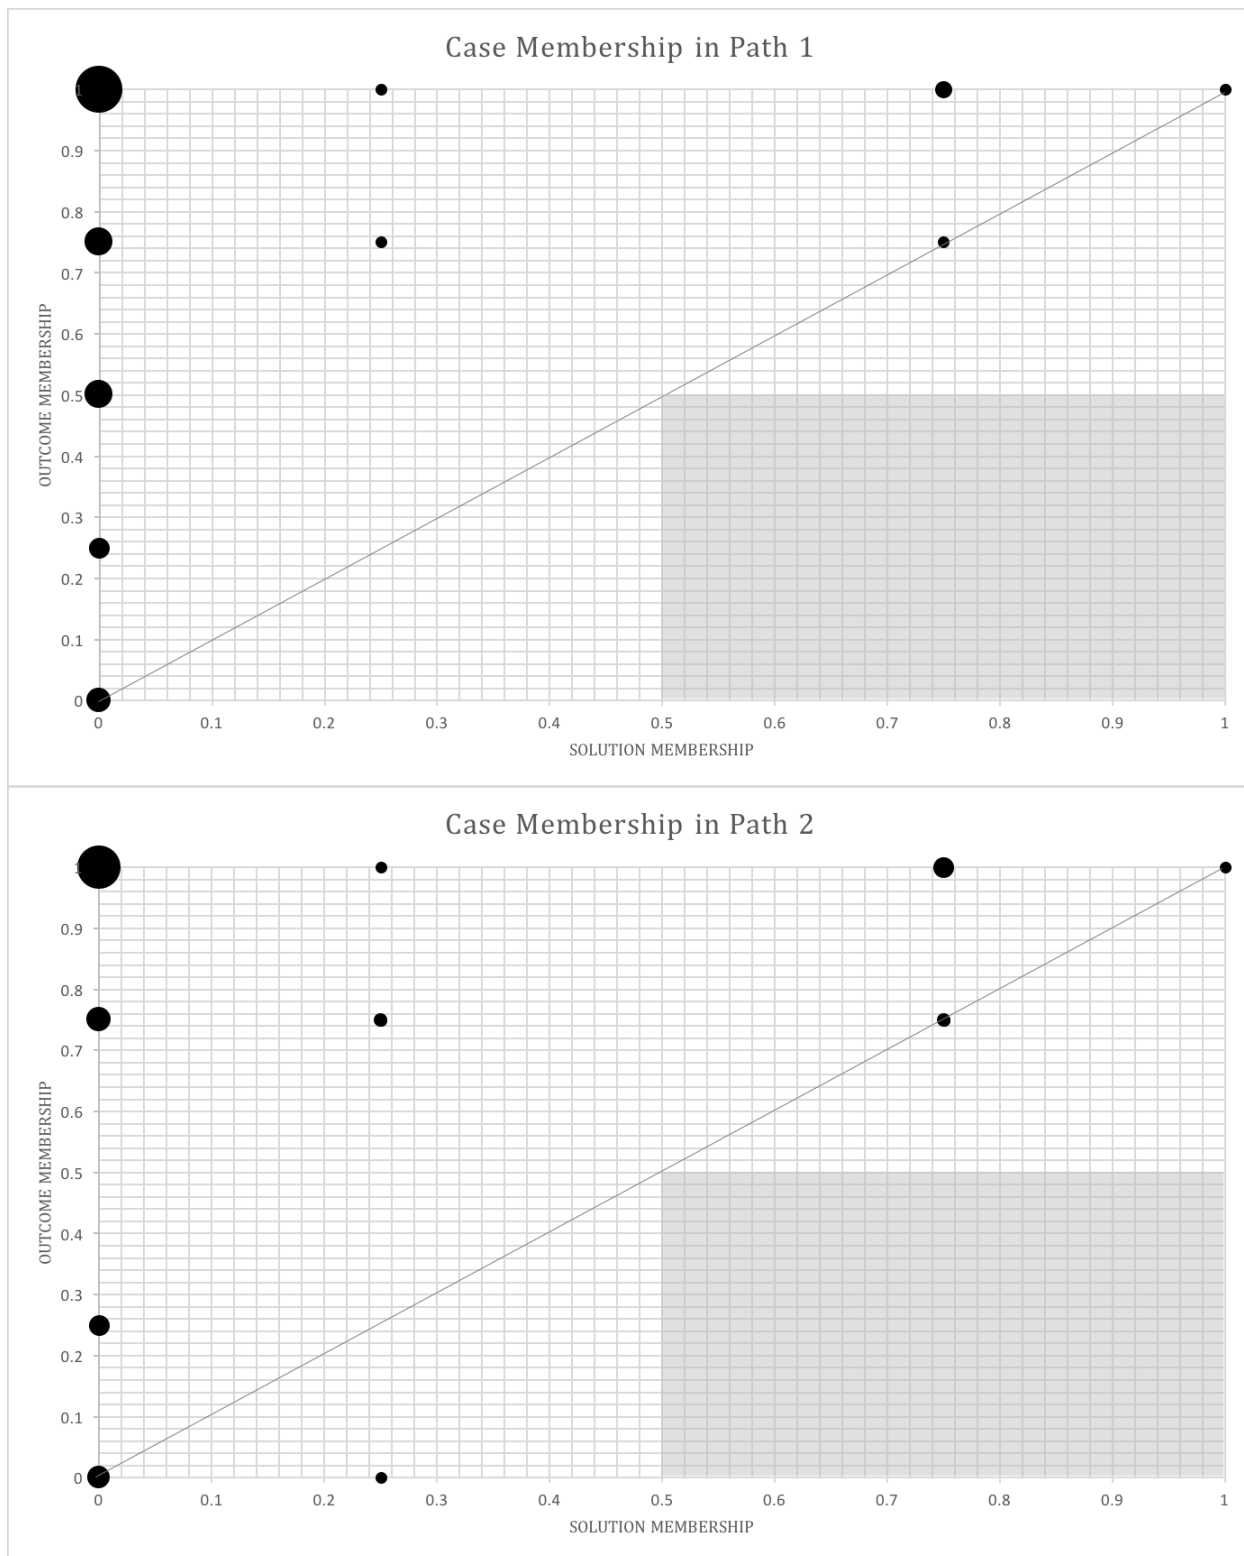 Case Membership in Path 1
1
0.9
0.8
0.7
0.6
0.5
0.4
0.3
0.2
0.1
0
OUTCOME MEMBERSHIP
0 0.1 0.2 0.3 0.4 0.5 0.6 0.7 0.8 0.9 1
SOLUTION MEMBERSHIP
Case Membership in Path 2
1
0.9
0.8
0.7
0.6
0.5
0.4
0.3
0.2
0.1
0
OUTCOME MEMBERSHIP
0 0.1 0.2 0.3 0.4 0.5 0.6 0.7 0.8 0.9 1
SOLUTION MEMBERSHIP